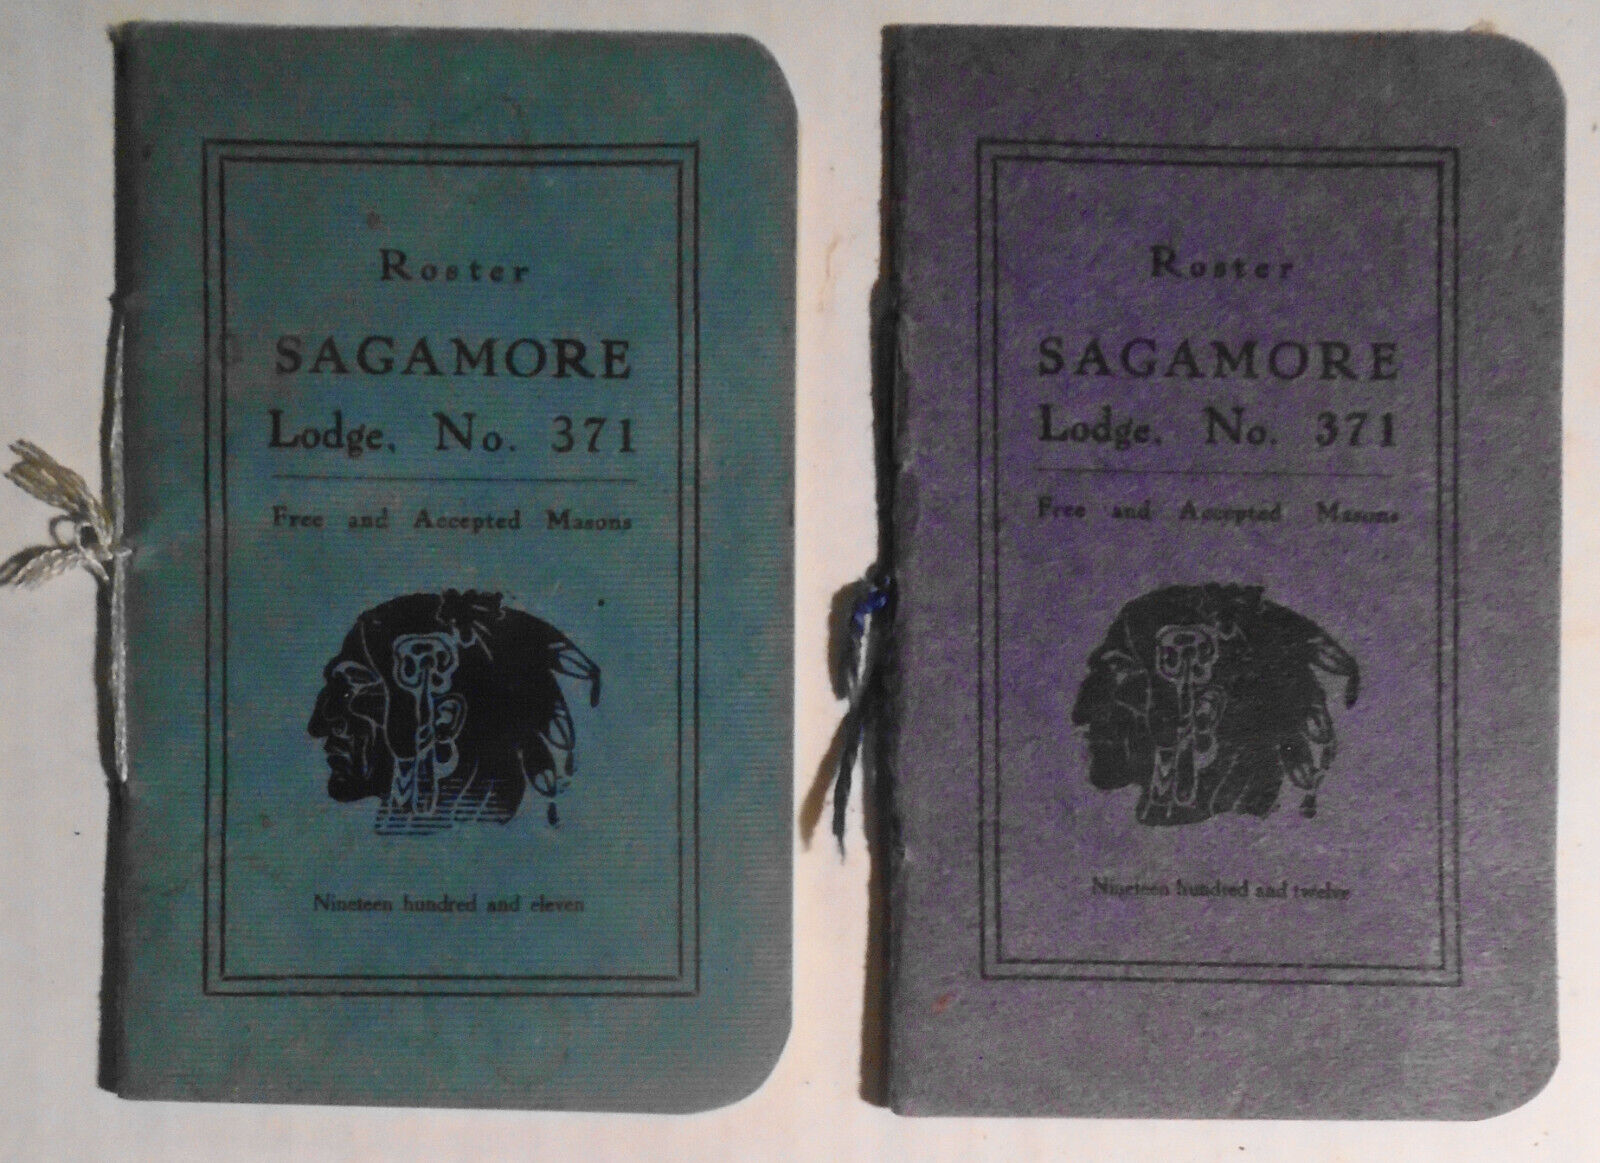 Roster
SAGAMORE
Lodge, No. 371
Free and Accepted Masons
Nineteen hundred and eleven
Roster
SAGAMORE
Lodge, No. 371
Free and Accepted Masons
Nineteen hundred and twelve